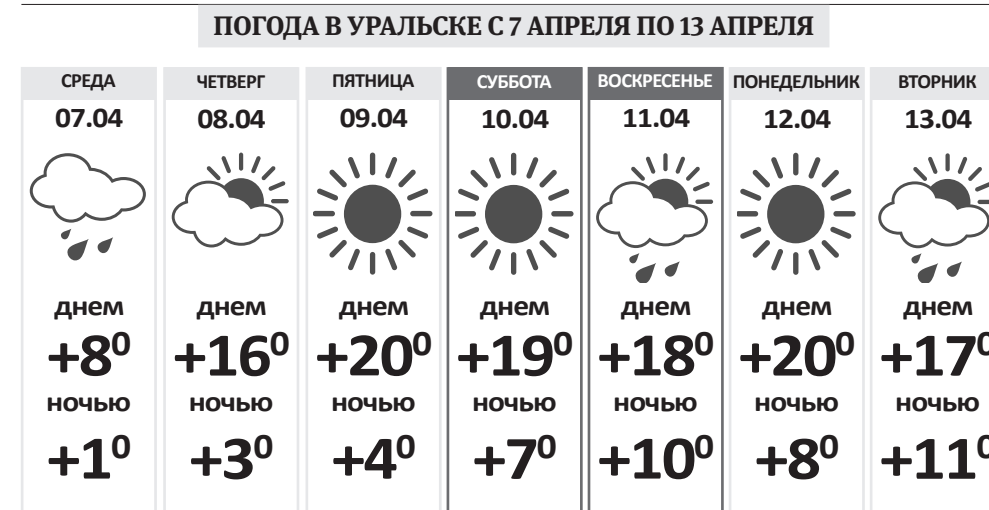 ПОГОДА В УРАЛЬСКЕ С 7 АПРЕЛЯ ПО 13 АПРЕЛЯ
СРЕДА ЧЕТВЕРГ ПЯТНИЦА СУББОТА ВОСКРЕСЕНЬЕ ПОНЕДЕЛЬНИК ВТОРНИК
07.04 08.04 09.04 10.04 11.04 12.04 13.04
днем днем днем днем днем днем днем
+8⁰ +16⁰ +20⁰ +19⁰ +18⁰ +20⁰ +17⁰
ночью ночью ночью ночью ночью ночью ночью
+1⁰ +3⁰ +4⁰ +7⁰ +10⁰ +8⁰ +11⁰